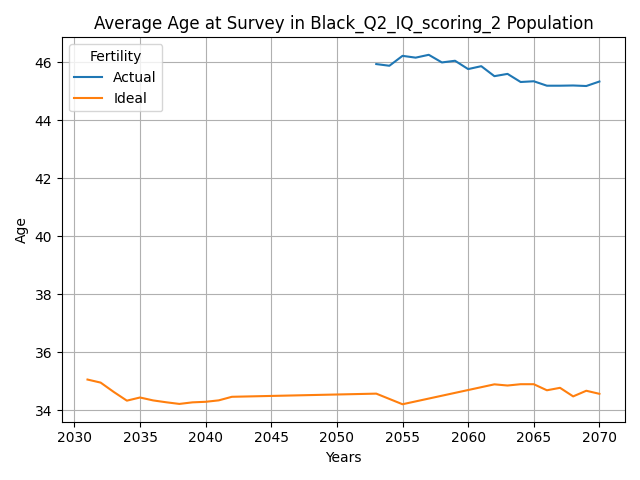 Average Age at Survey in Black_Q2_IQ_scoring_2 Population
Fertility
Actual
Ideal
Age
46
44
42
40
38
36
34
2030 2035 2040 2045 2050 2055 2060 2065 2070
Years